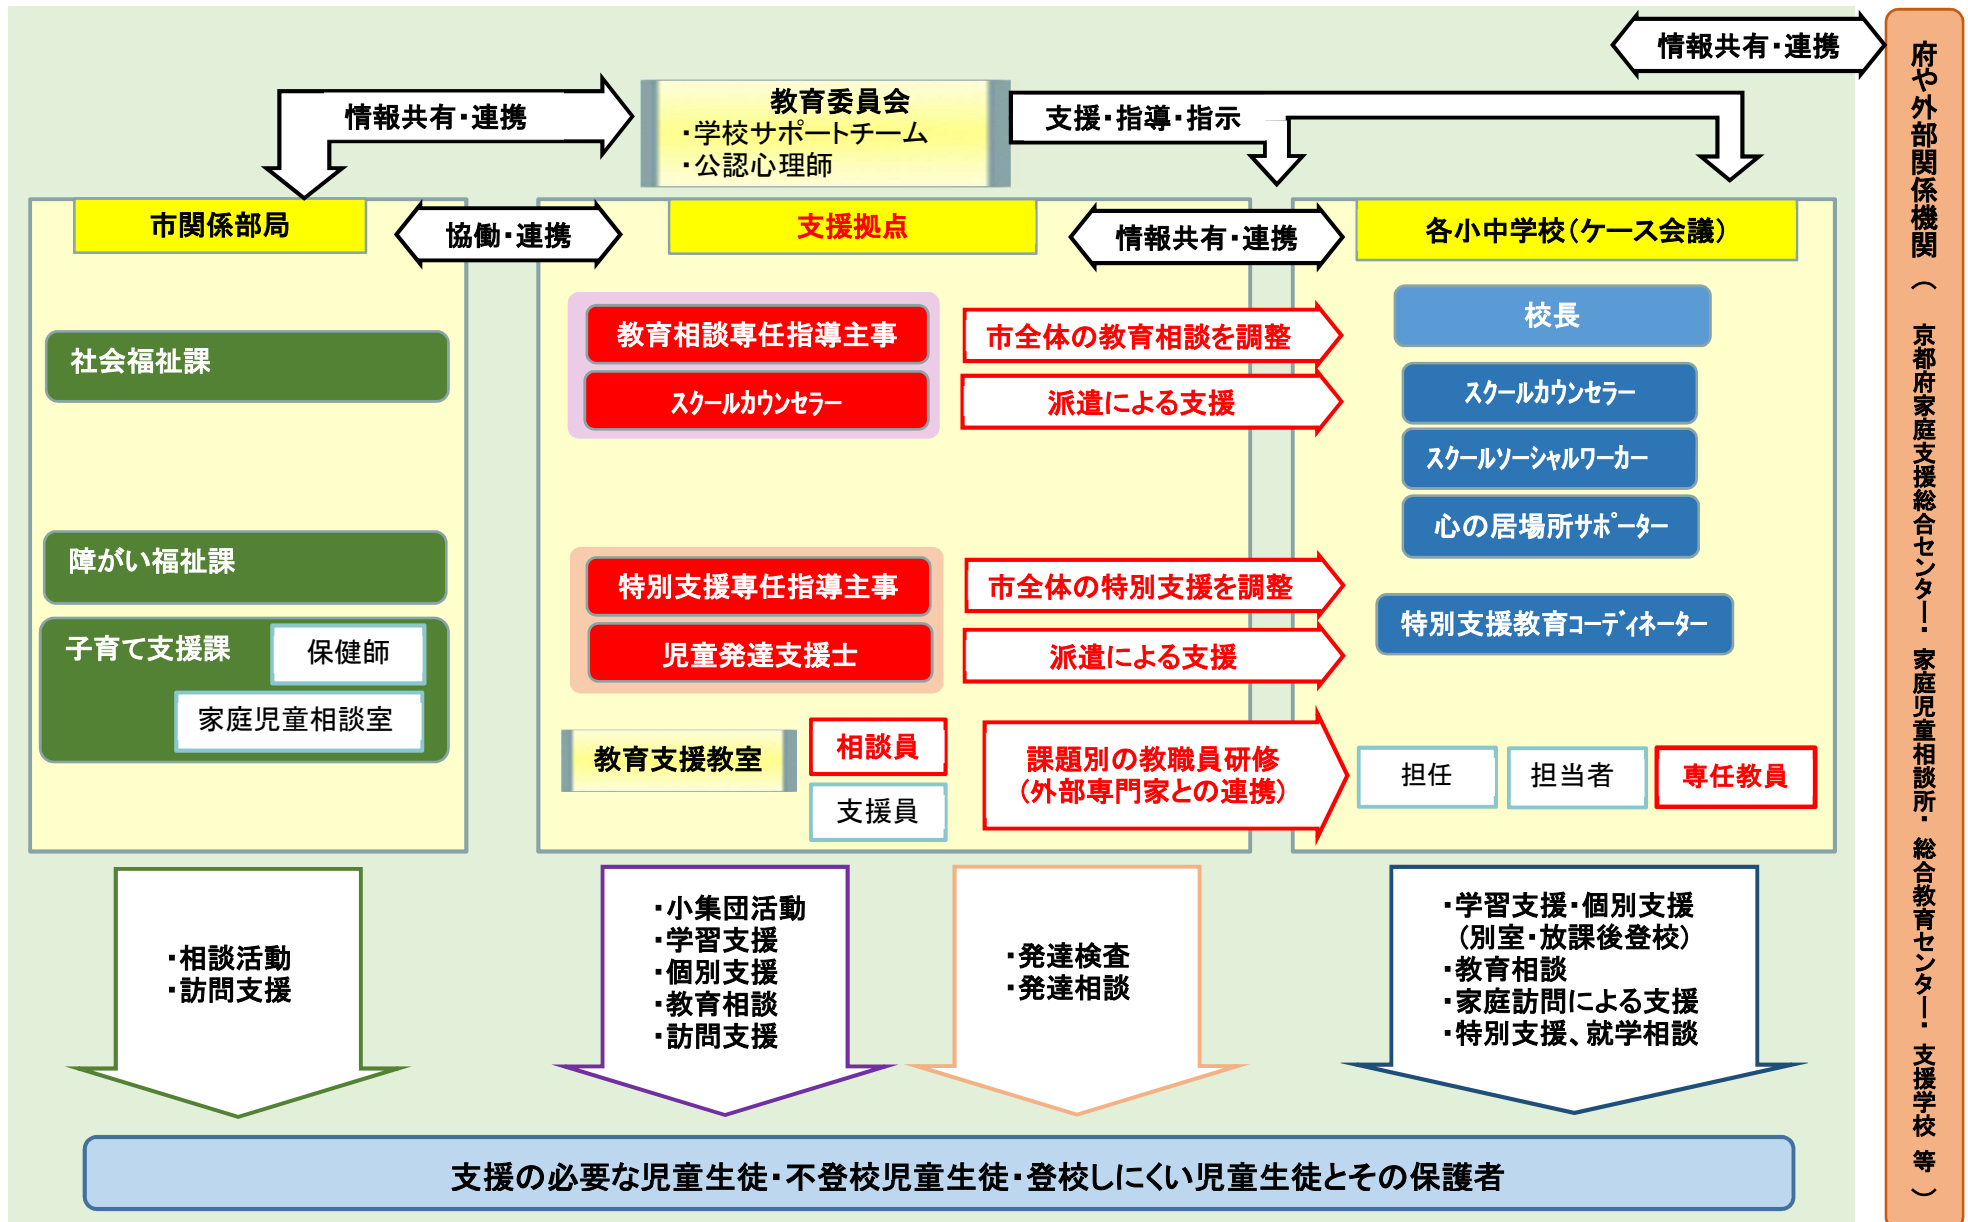 情報共有・連携
教育委員会
・学校サポートチーム
・公認心理師
情報共有・連携
支援・指導・指示
市関係部局
協働・連携
支援拠点
情報共有・連携
各小中学校（ケース会議）
社会福祉課
障がい福祉課
子育て支援課
保健師
家庭児童相談室
教育相談専任指導主事
スクールカウンセラー
市全体の教育相談を調整
派遣による支援
特別支援専任指導主事
児童発達支援士
市全体の特別支援を調整
派遣による支援
教育支援教室
相談員
支援員
課題別の教職員研修
（外部専門家との連携）
校長
スクールカウンセラー
スクールソーシャルワーカー
心の居場所サポーター
特別支援教育コーディネーター
担任
担当者
専任教員
・相談活動
・訪問支援
・小集団活動
・学習支援
・個別支援
・教育相談
・訪問支援
・発達検査
・発達相談
・学習支援・個別支援
（別室・放課後登校）
・教育相談
・家庭訪問による支援
・特別支援、就学相談
支援の必要な児童生徒・不登校児童生徒・登校しにくい児童生徒とその保護者
府や外部関係機関（ 京都府家庭支援総合センター・ 家庭児童相談所・ 総合教育センター・ 支援学校 等 ）